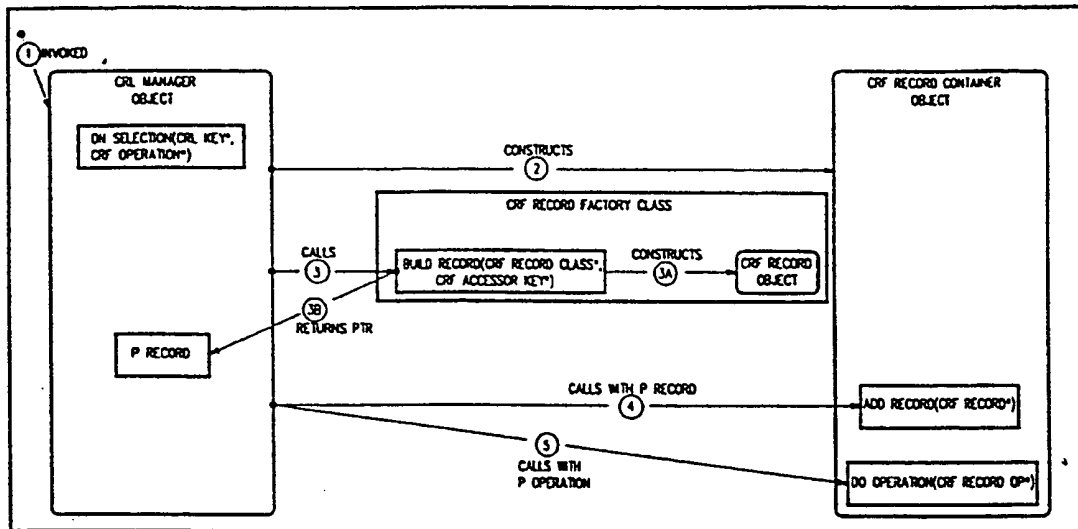 1 INVOKED
CRL MANAGER
OBJECT
ON SELECTION(CRL KEY*,
CRF OPERATION*)
CRF RECORD CONTAINER
OBJECT
CONSTRUCTS
2
CRF RECORD FACTORY CLASS
CALLS
3
BUILD RECORD(CRF RECORD CLASS*,
CRF ACCESSOR KEY*)
CONSTRUCTS
3A
CRF RECORD
OBJECT
3B
RETURNS PTR
P RECORD
CALLS WITH P RECORD
4
ADD RECORD(CRF RECORD*)
5
CALLS WITH
P OPERATION
DO OPERATION(CRF RECORD OP*)